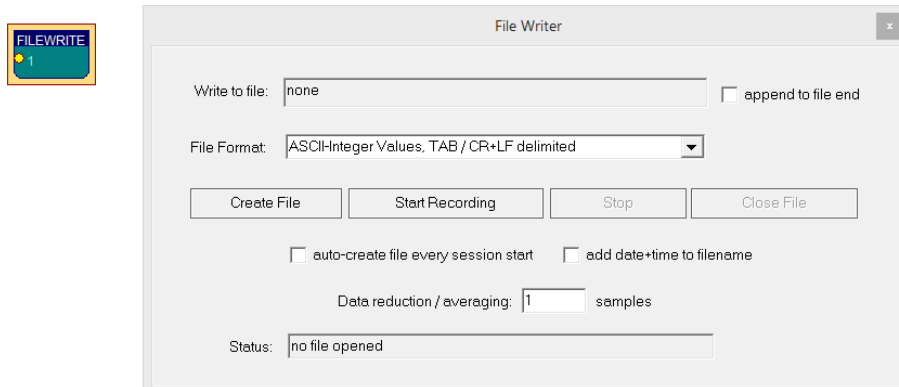 FILEWRITE
1
File Writer
x
Write to file: none
append to file end
File Format: ASCII-Integer Values, TAB / CR+LF delimited
Create File Start Recording Stop Close File
auto-create file every session start add date+time to filename
Data reduction / averaging: 1 samples
Status: no file opened